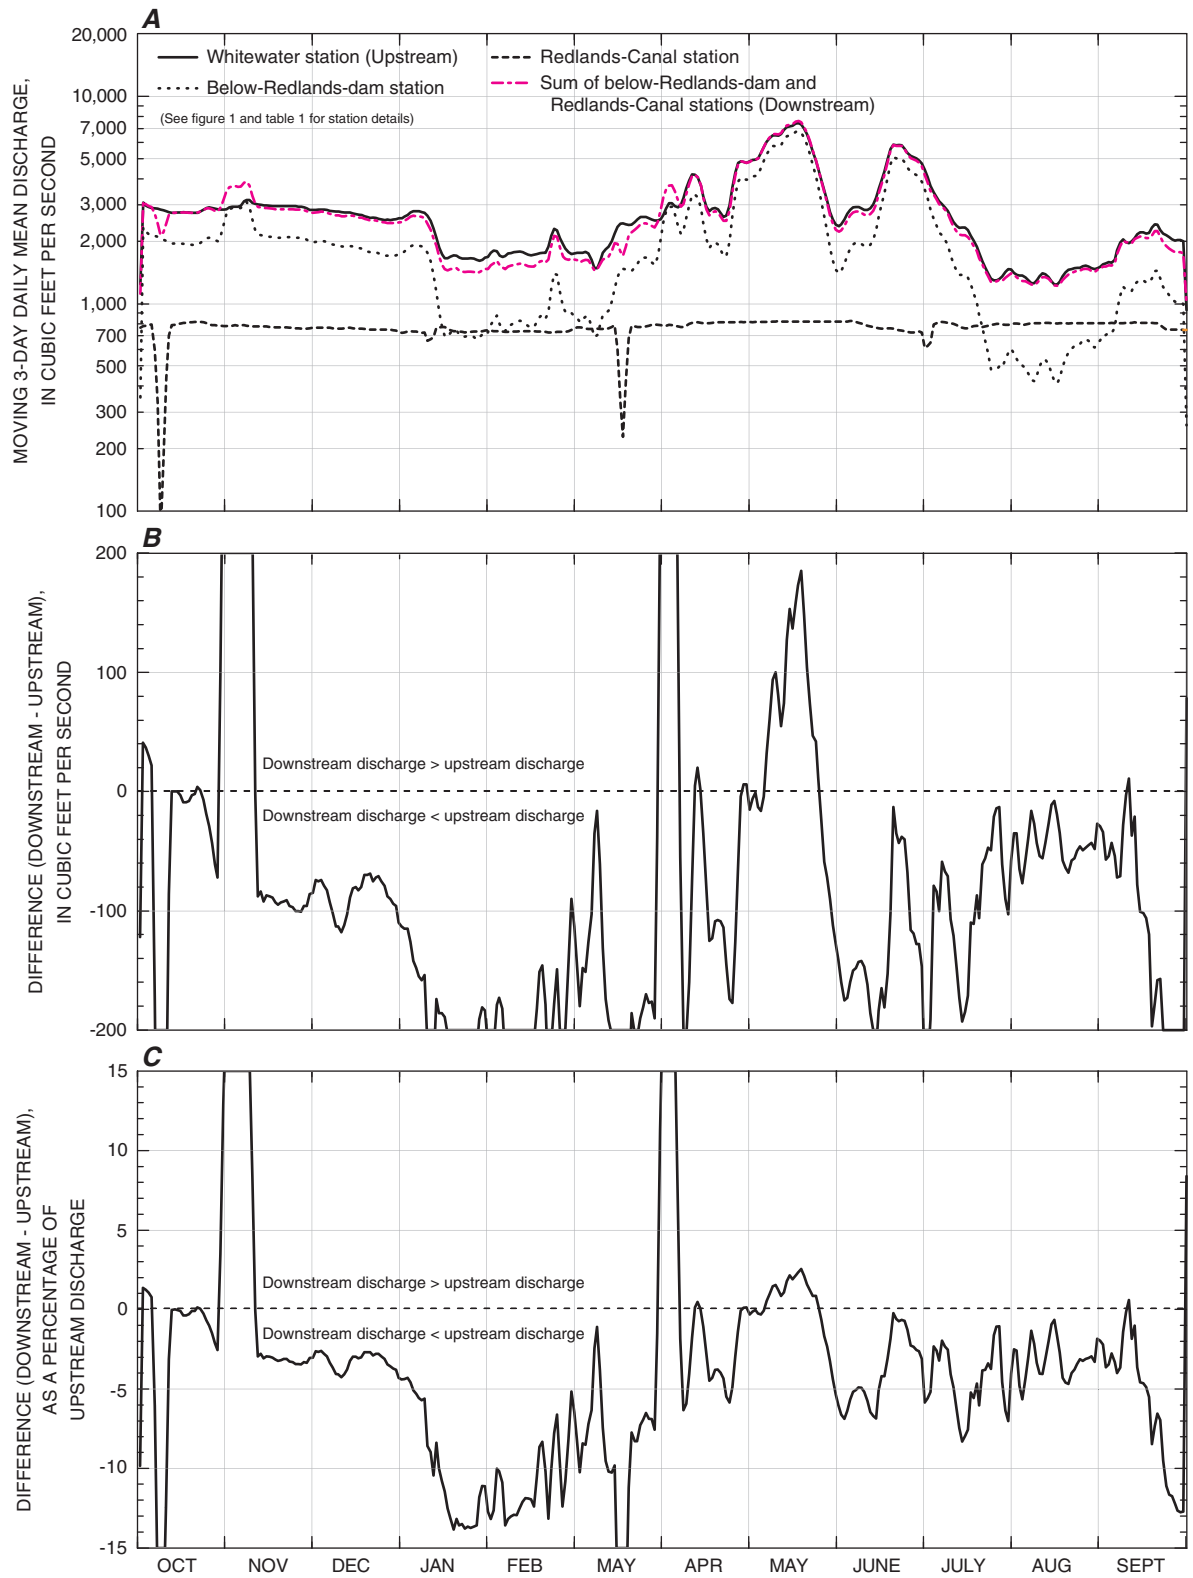 A
20,000
10,000
7,000
5,000
3,000
2,000
1,000
700
500
300
200
100
MOVING 3-DAY DAILY MEAN DISCHARGE,
IN CUBIC FEET PER SECOND
Whitewater station (Upstream)
Below-Redlands-dam station
(See figure 1 and table 1 for station details)
Redlands-Canal station
Sum of below-Redlands-dam and
Redlands-Canal stations (Downstream)
B
200
100
0
-100
-200
DIFFERENCE (DOWNSTREAM - UPSTREAM),
IN CUBIC FEET PER SECOND
Downstream discharge > upstream discharge
Downstream discharge < upstream discharge
C
15
10
5
0
-5
-10
-15
DIFFERENCE (DOWNSTREAM - UPSTREAM),
AS A PERCENTAGE OF
UPSTREAM DISCHARGE
Downstream discharge > upstream discharge
Downstream discharge < upstream discharge
OCT NOV DEC JAN FEB MAY APR MAY JUNE JULY AUG SEPT